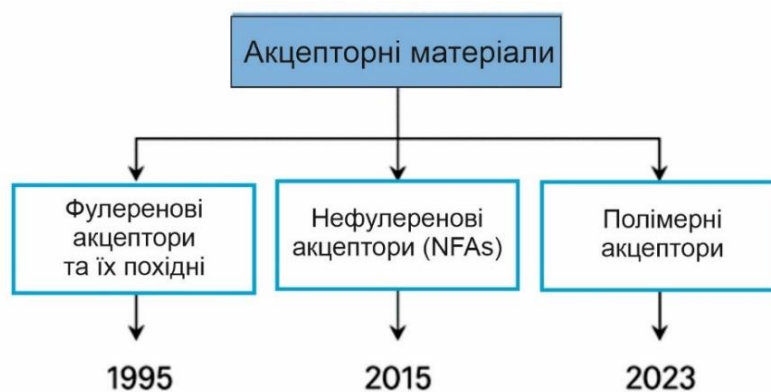 Акцепторні матеріали
Фулеренові
акцептори
та їх похідні
Нефулеренові
акцептори (NFAs)
Полімерні
акцептори
1995
2015
2023